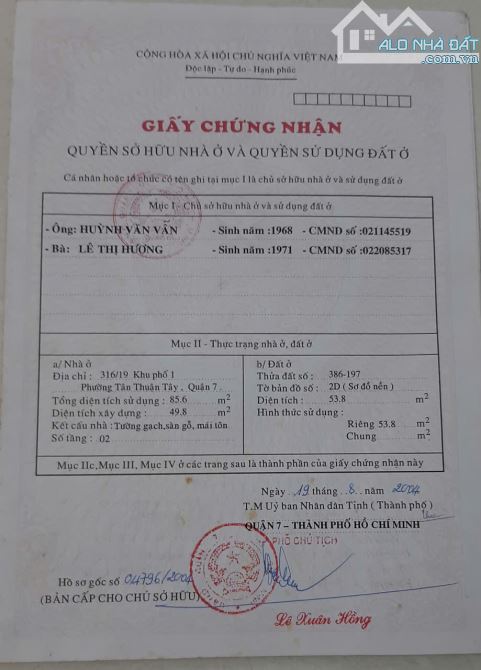 ALO NHÀ ĐẤT
.com.vn
CỘNG HÒA XÃ HỘI CHỦ NGHĨA VIỆT NAM
Độc lập - Tự do - Hạnh phúc
GIẤY CHỨNG NHẬN
QUYỀN SỞ HỮU NHÀ Ở VÀ QUYỀN SỬ DỤNG ĐẤT Ở
Cá nhân hoặc tổ chức có tên ghi tại mục I là chủ sở hữu nhà ở và sử dụng đất ở
Mục I - Chủ sở hữu nhà ở và sử dụng đất ở
- Ông: HUỲNH VĂN VẤN - Sinh năm :1968 - CMND số :021145519
- Bà: LÊ THỊ HƯỢNG - Sinh năm :1971 - CMND số :022085317
Mục II - Thực trạng nhà ở, đất ở
a/ Nhà ở
Địa chỉ : 316/19 Khu phố 1
Phường Tân Thuận Tây , Quận 7 .
Tổng diện tích sử dụng : 85.6 m2
Diện tích xây dựng : 49.8 m2
Kết cấu nhà : Tường gạch,sàn gỗ, mái tôn
Số tầng : 02
b/ Đất ở
Thửa đất số : 386-197
Tờ bản đồ số : 2D ( Sơ đồ nền )
Diện tích : 53.8 m2
Hình thức sử dụng :
Riêng 53.8 m2
Chung m2
Mục IIc,Mục III, Mục IV ở các trang sau là thành phần của giấy chứng nhận này
Ngày . 19 tháng . 8 . năm 2004
T.M Uỷ ban Nhân dân Tỉnh ( Thành phố )
QUẬN 7 – THÀNH PHỐ HỒ CHÍ MINH
PHÓ CHỦ TỊCH
Hồ sơ gốc số 04796/2004
(BẢN CẤP CHO CHỦ SỞ HỮU)
Lê Xuân Hồng